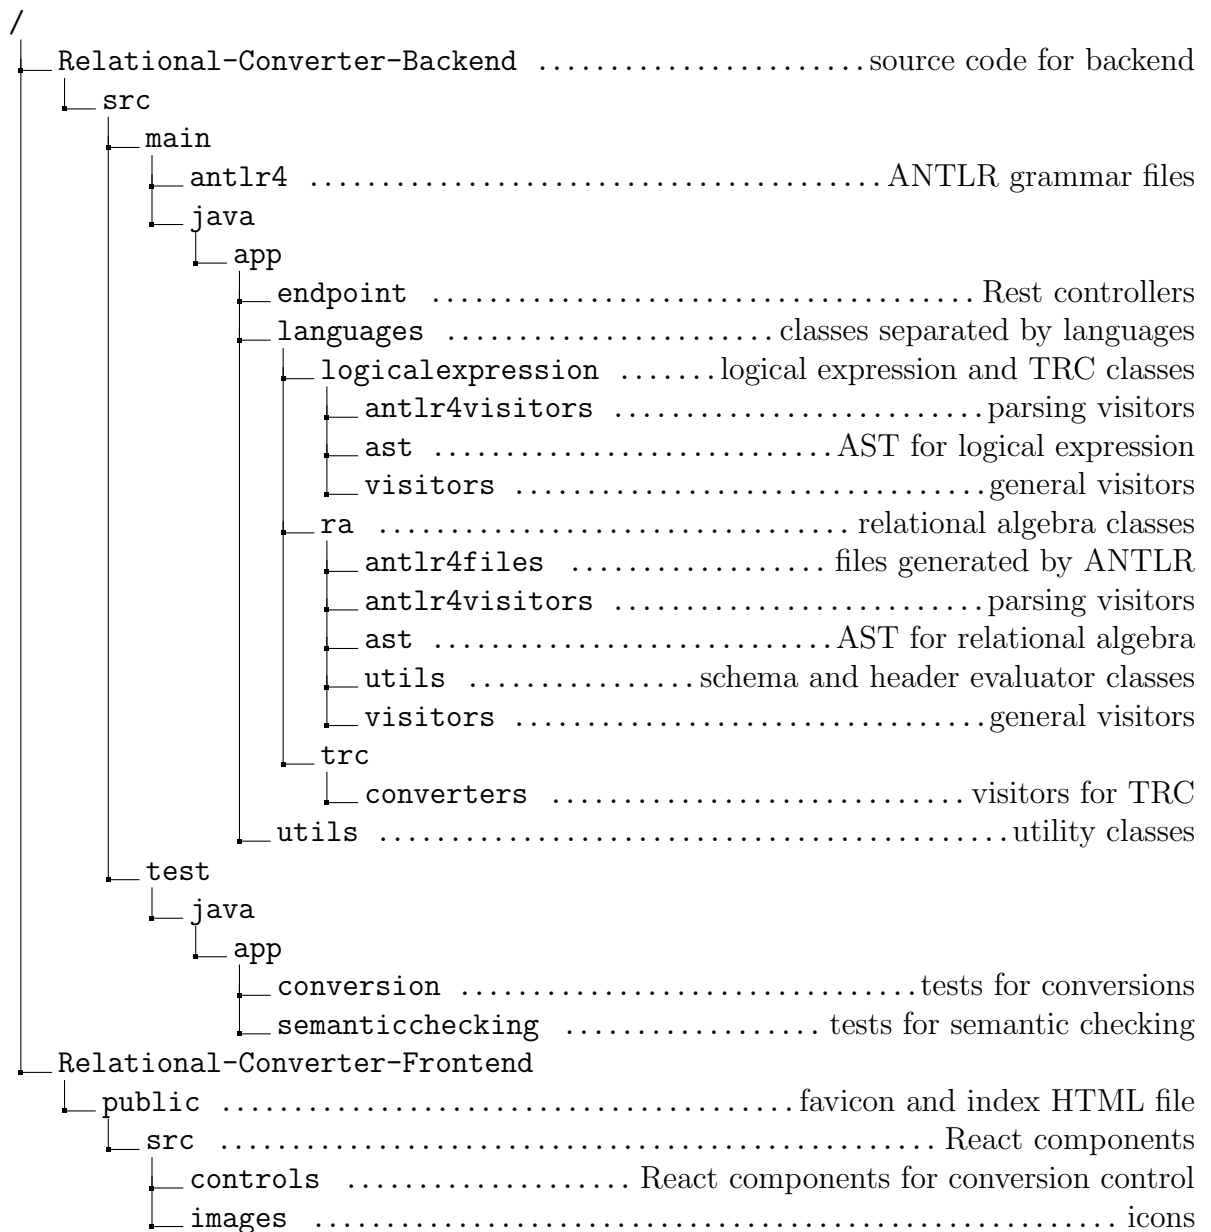 /
Relational-Converter-Backend ....................... source code for backend
src
main
antlr4 ........................................ ANTLR grammar files
java
app
endpoint ...................................... Rest controllers
languages ....................... classes separated by languages
logicalexpression ....... logical expression and TRC classes
antlr4visitors .......................... parsing visitors
ast ............................ AST for logical expression
visitors ................................. general visitors
ra ................................. relational algebra classes
antlr4files .................. files generated by ANTLR
antlr4visitors .......................... parsing visitors
ast ............................ AST for relational algebra
utils ................ schema and header evaluator classes
visitors ................................. general visitors
trc
converters ............................. visitors for TRC
utils ............................................ utility classes
test
java
app
conversion ................................ tests for conversions
semanticchecking .................. tests for semantic checking
Relational-Converter-Frontend
public ........................................ favicon and index HTML file
src .................................................. React components
controls .................... React components for conversion control
images ........................................................ icons